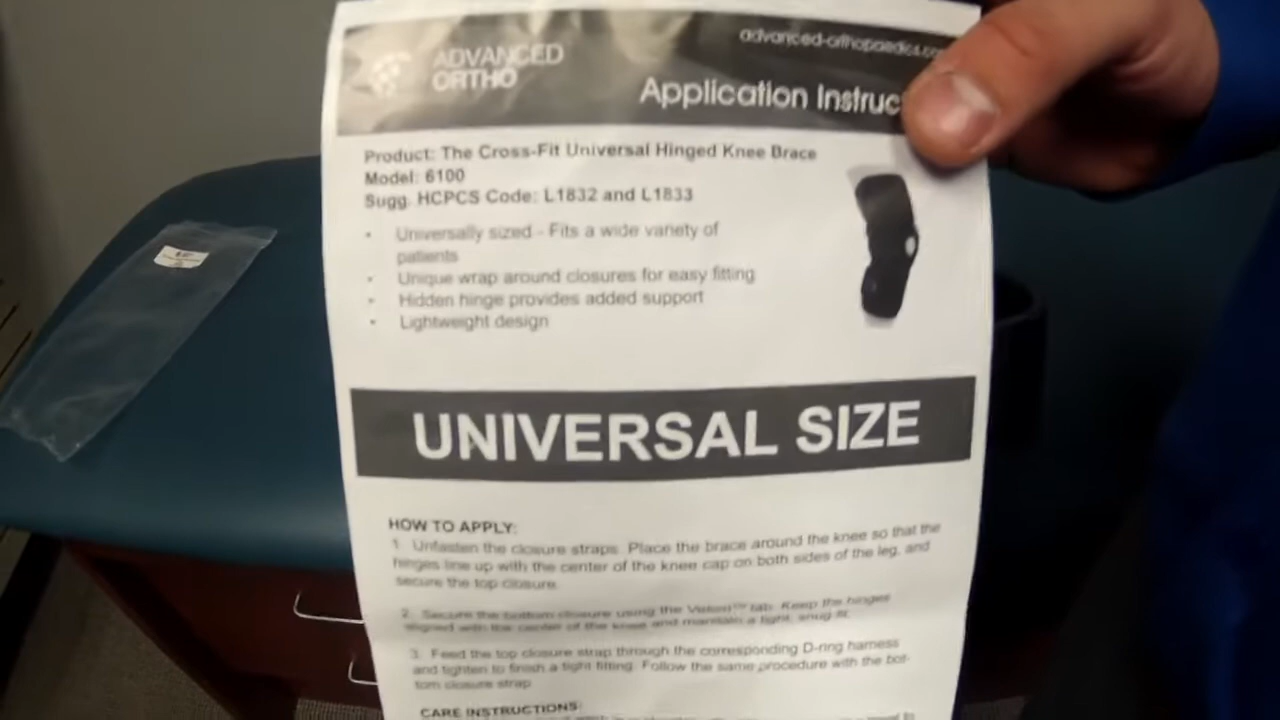 ADVANCED
ORTHO
advanced-orthopaedics.co
Application Instruc
Product: The Cross-Fit Universal Hinged Knee Brace
Model: 6100
Sugg. HCPCS Code: L1832 and L1833
• Universally sized - Fits a wide variety of
patients
• Unique wrap around closures for easy fitting
• Hidden hinge provides added support
• Lightweight design
UNIVERSAL SIZE
HOW TO APPLY:
1. Unfasten the closure straps. Place the brace around the knee so that the
hinges line up with the center of the knee cap on both sides of the leg, and
secure the top closure.
2. Secure the bottom closure using the tab. Keep the hinges
aligned with the center of the knee and maintain a tight, snug fit.
3. Feed the top closure strap through the corresponding D-ring harness
and tighten to finish a tight fitting. Follow the same procedure with the bot-
tom closure strap
CARE INSTRUCTIONS: